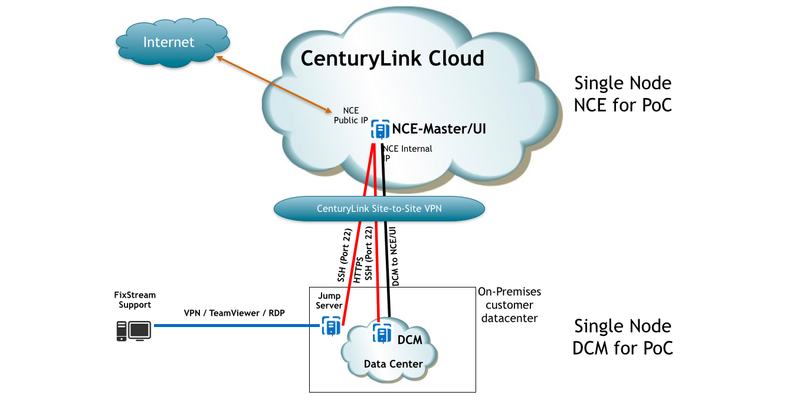 Internet
CenturyLink Cloud
Single Node
NCE for PoC
NCE
Public IP
NCE-Master/UI
NCE Internal
IP
CenturyLink Site-to-Site VPN
SSH (Port 22)
HTTPS
SSH (Port 22)
DCM to NCE/UI
FixStream
Support
VPN / TeamViewer / RDP
Jump
Server
On-Premises
customer
datacenter
DCM
Data Center
Single Node
DCM for PoC